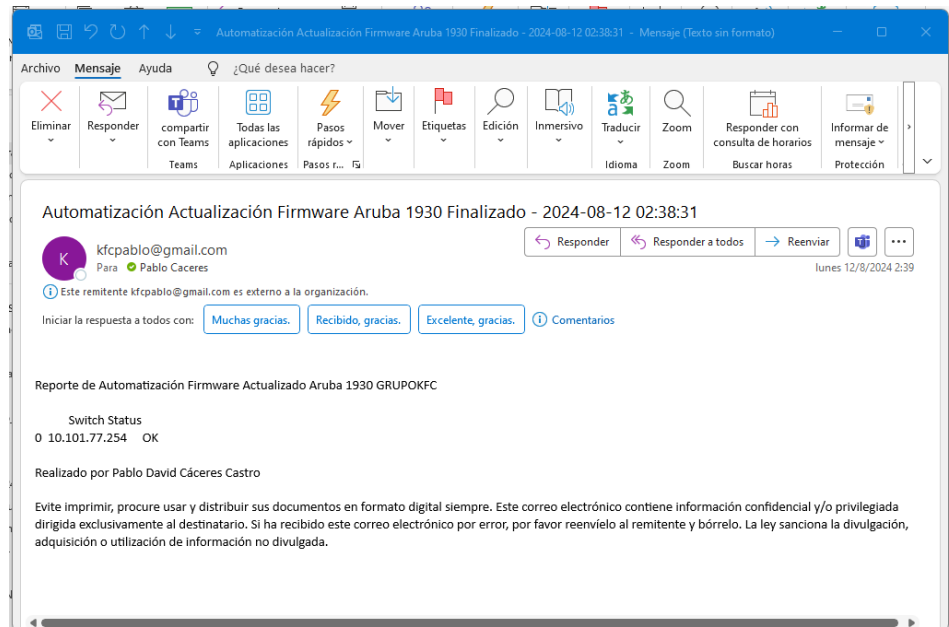 Automatización Actualización Firmware Aruba 1930 Finalizado - 2024-08-12 02:38:31 - Mensaje (Texto sin formato)
Archivo Mensaje Ayuda ¿Qué desea hacer?
Eliminar
Responder
compartir con Teams
Teams
Todas las aplicaciones
Aplicaciones
Pasos rápidos
Pasos r...
Mover
Etiquetas
Edición
Inmersivo
Traducir
Idioma
Zoom
Zoom
Responder con consulta de horarios
Buscar horas
Informar de mensaje
Protección
Automatización Actualización Firmware Aruba 1930 Finalizado - 2024-08-12 02:38:31
K
kfcpablo@gmail.com
Para Pablo Caceres
Responder Responder a todos Reenviar
lunes 12/8/2024 2:39
Este remitente kfcpablo@gmail.com es externo a la organización.
Iniciar la respuesta a todos con: Muchas gracias. Recibido, gracias. Excelente, gracias. Comentarios
Reporte de Automatización Firmware Actualizado Aruba 1930 GRUPOKFC
Switch Status
0 10.101.77.254 OK
Realizado por Pablo David Cáceres Castro
Evite imprimir, procure usar y distribuir sus documentos en formato digital siempre. Este correo electrónico contiene información confidencial y/o privilegiada
dirigida exclusivamente al destinatario. Si ha recibido este correo electrónico por error, por favor reenvíelo al remitente y bórrelo. La ley sanciona la divulgación,
adquisición o utilización de información no divulgada.